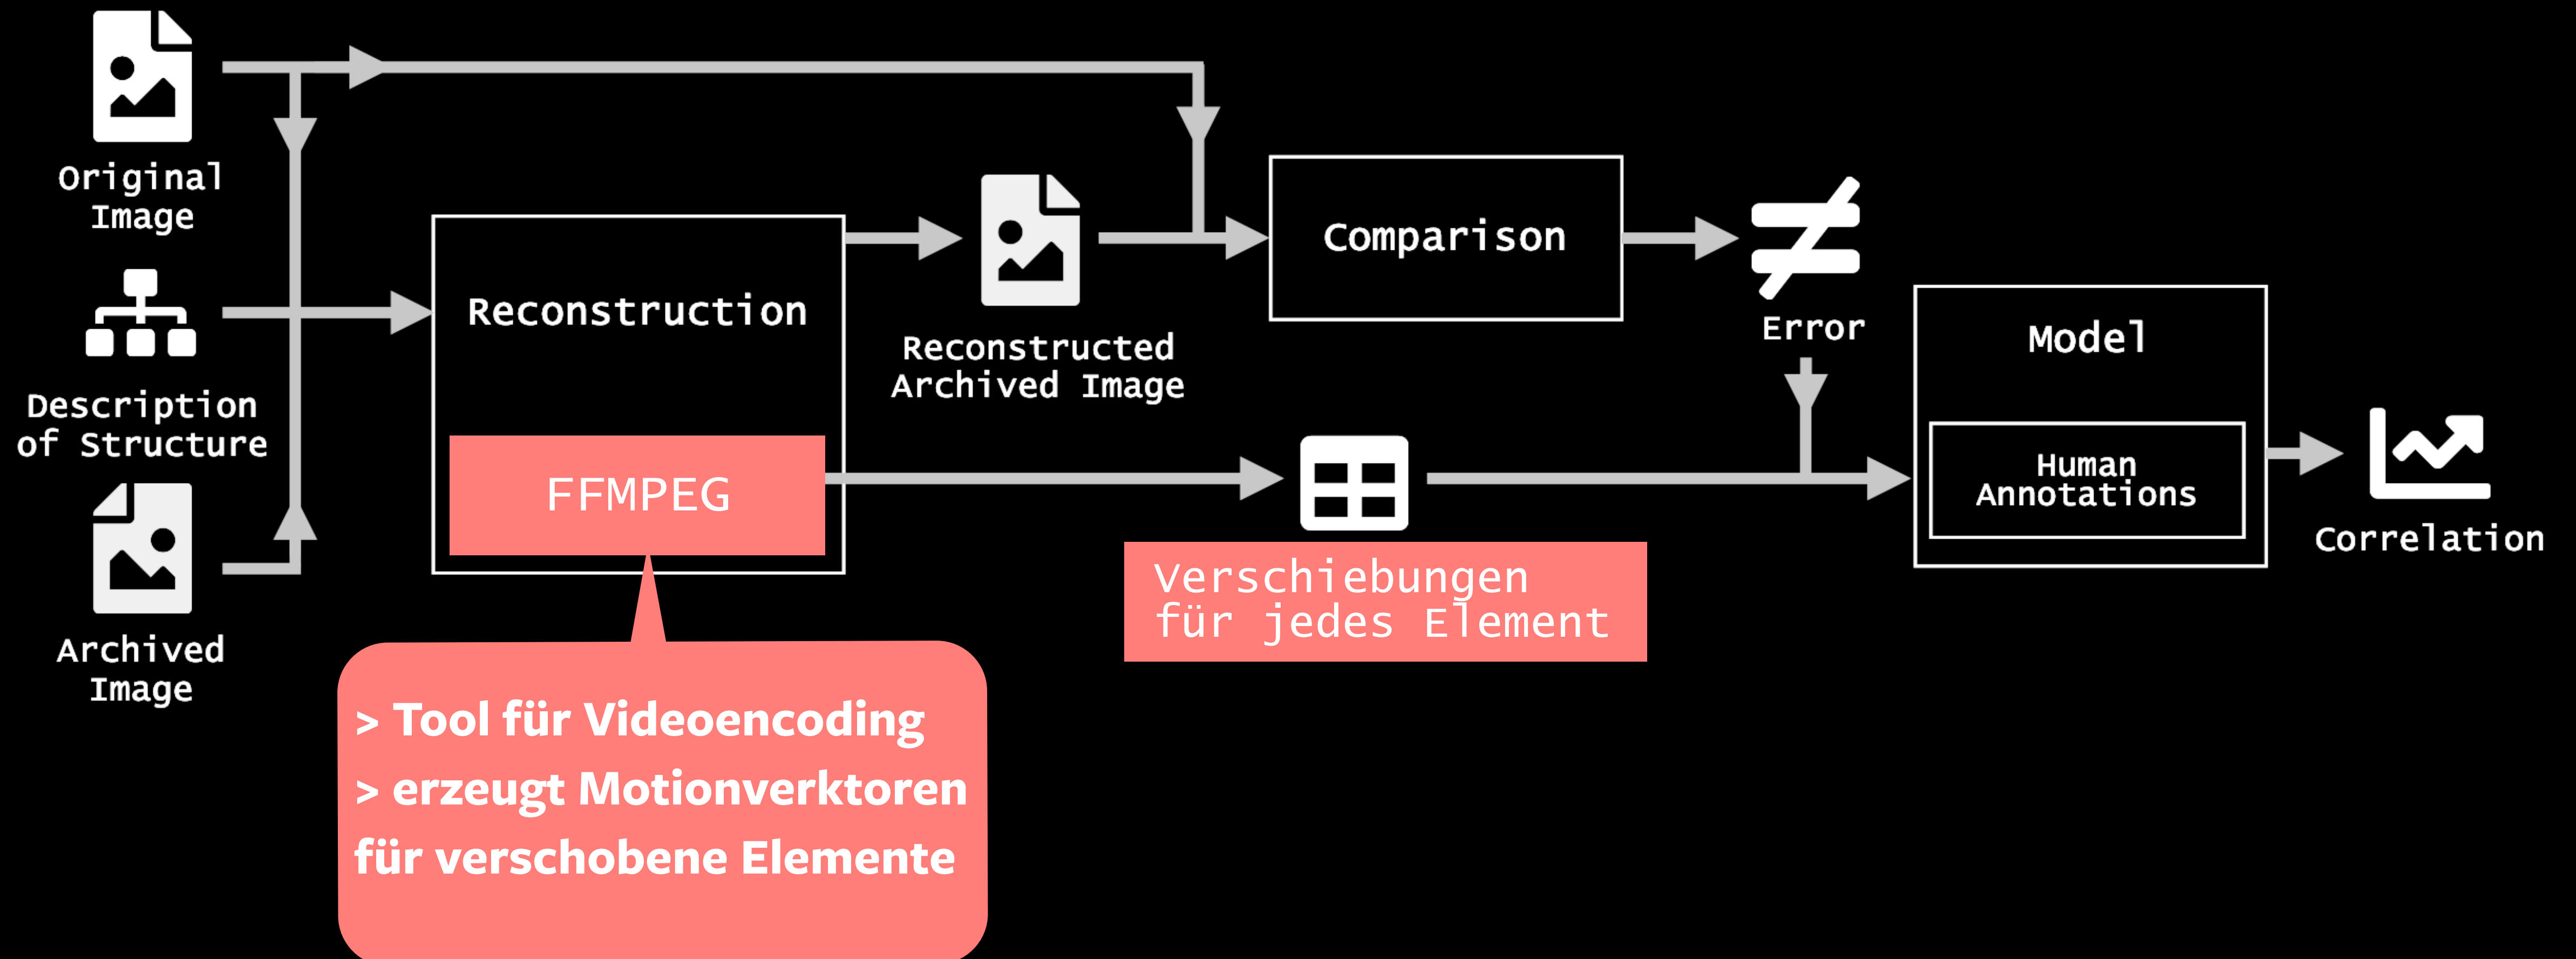 Original
Image
Description
of Structure
Archived
Image
Reconstruction
FFMPEG
> Tool für Videoencoding
> erzeugt Motionverktoren
für verschobene Elemente
Reconstructed
Archived Image
Comparison
Error
Verschiebungen
für jedes Element
Model
Human
Annotations
Correlation